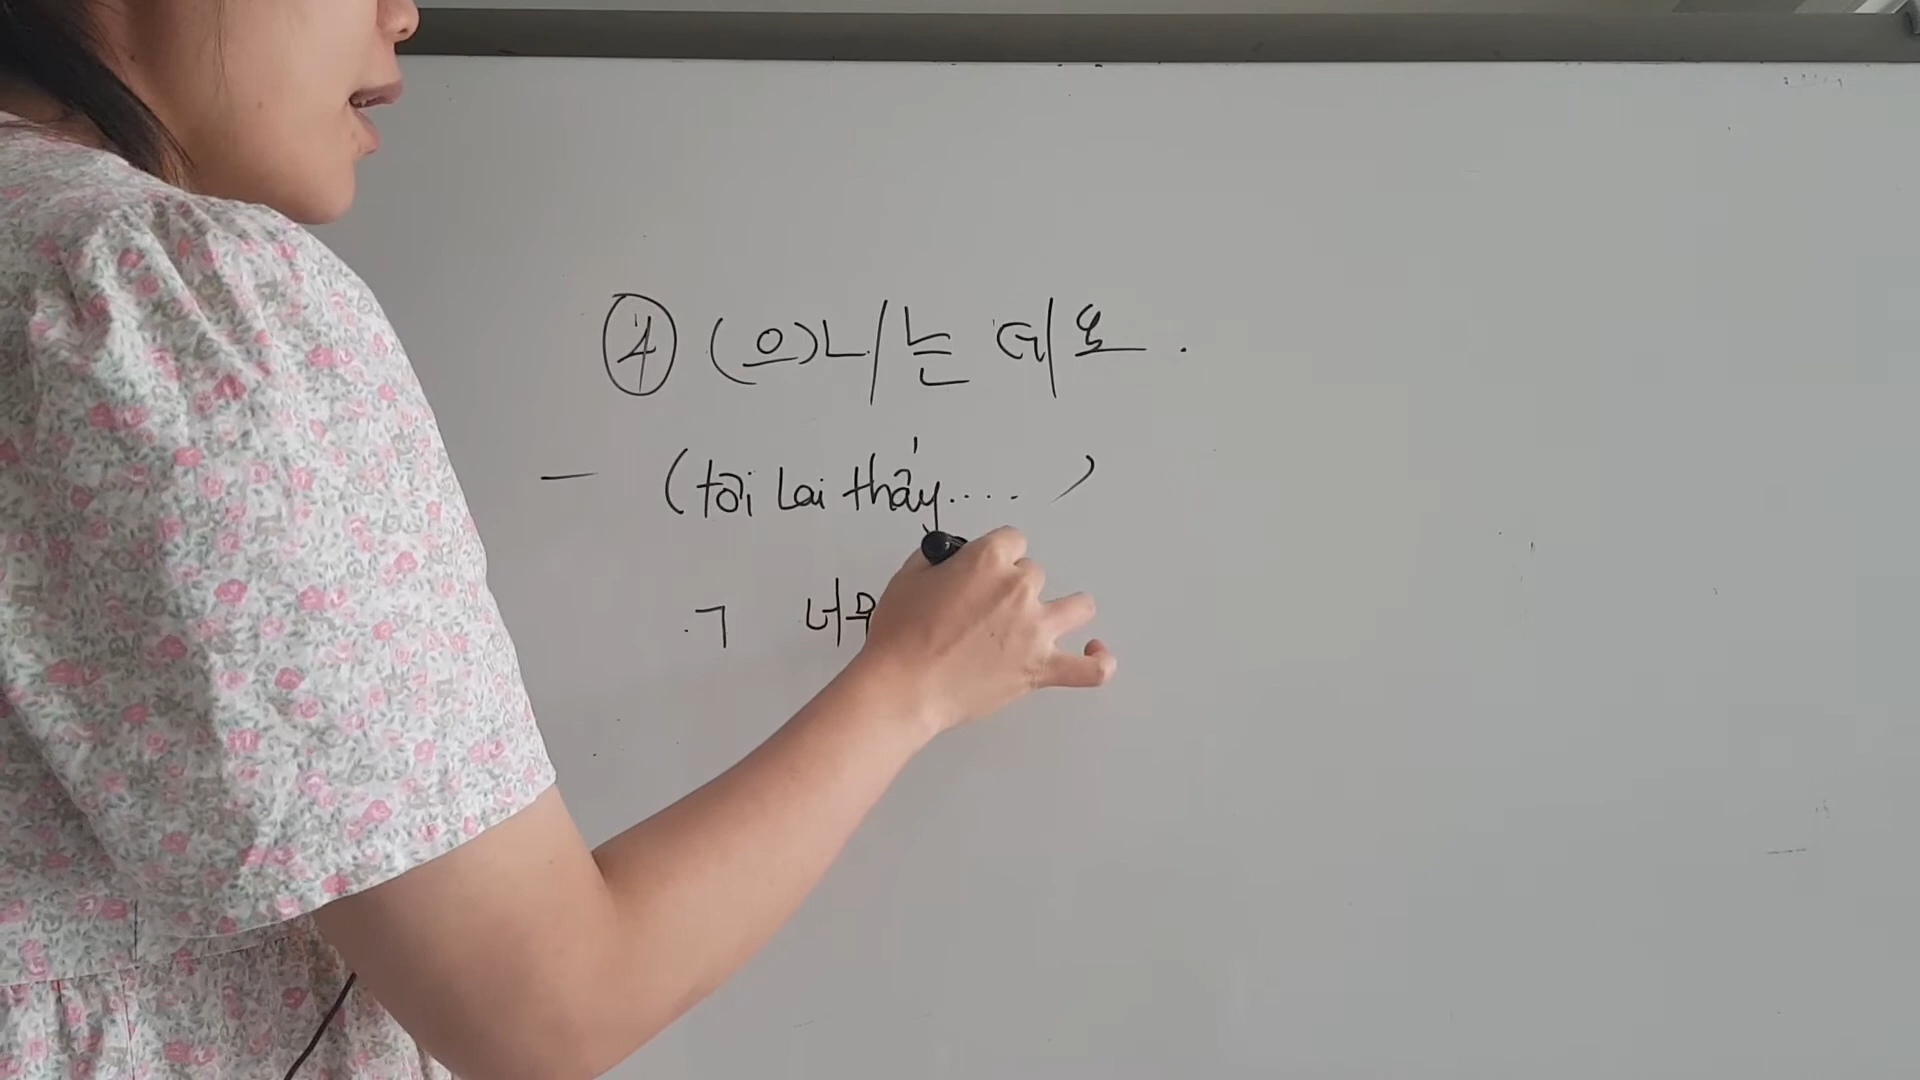 ④ (으)ㄴ/는 데요.
– (tôi lại thấy.... )
ㄱ 너무